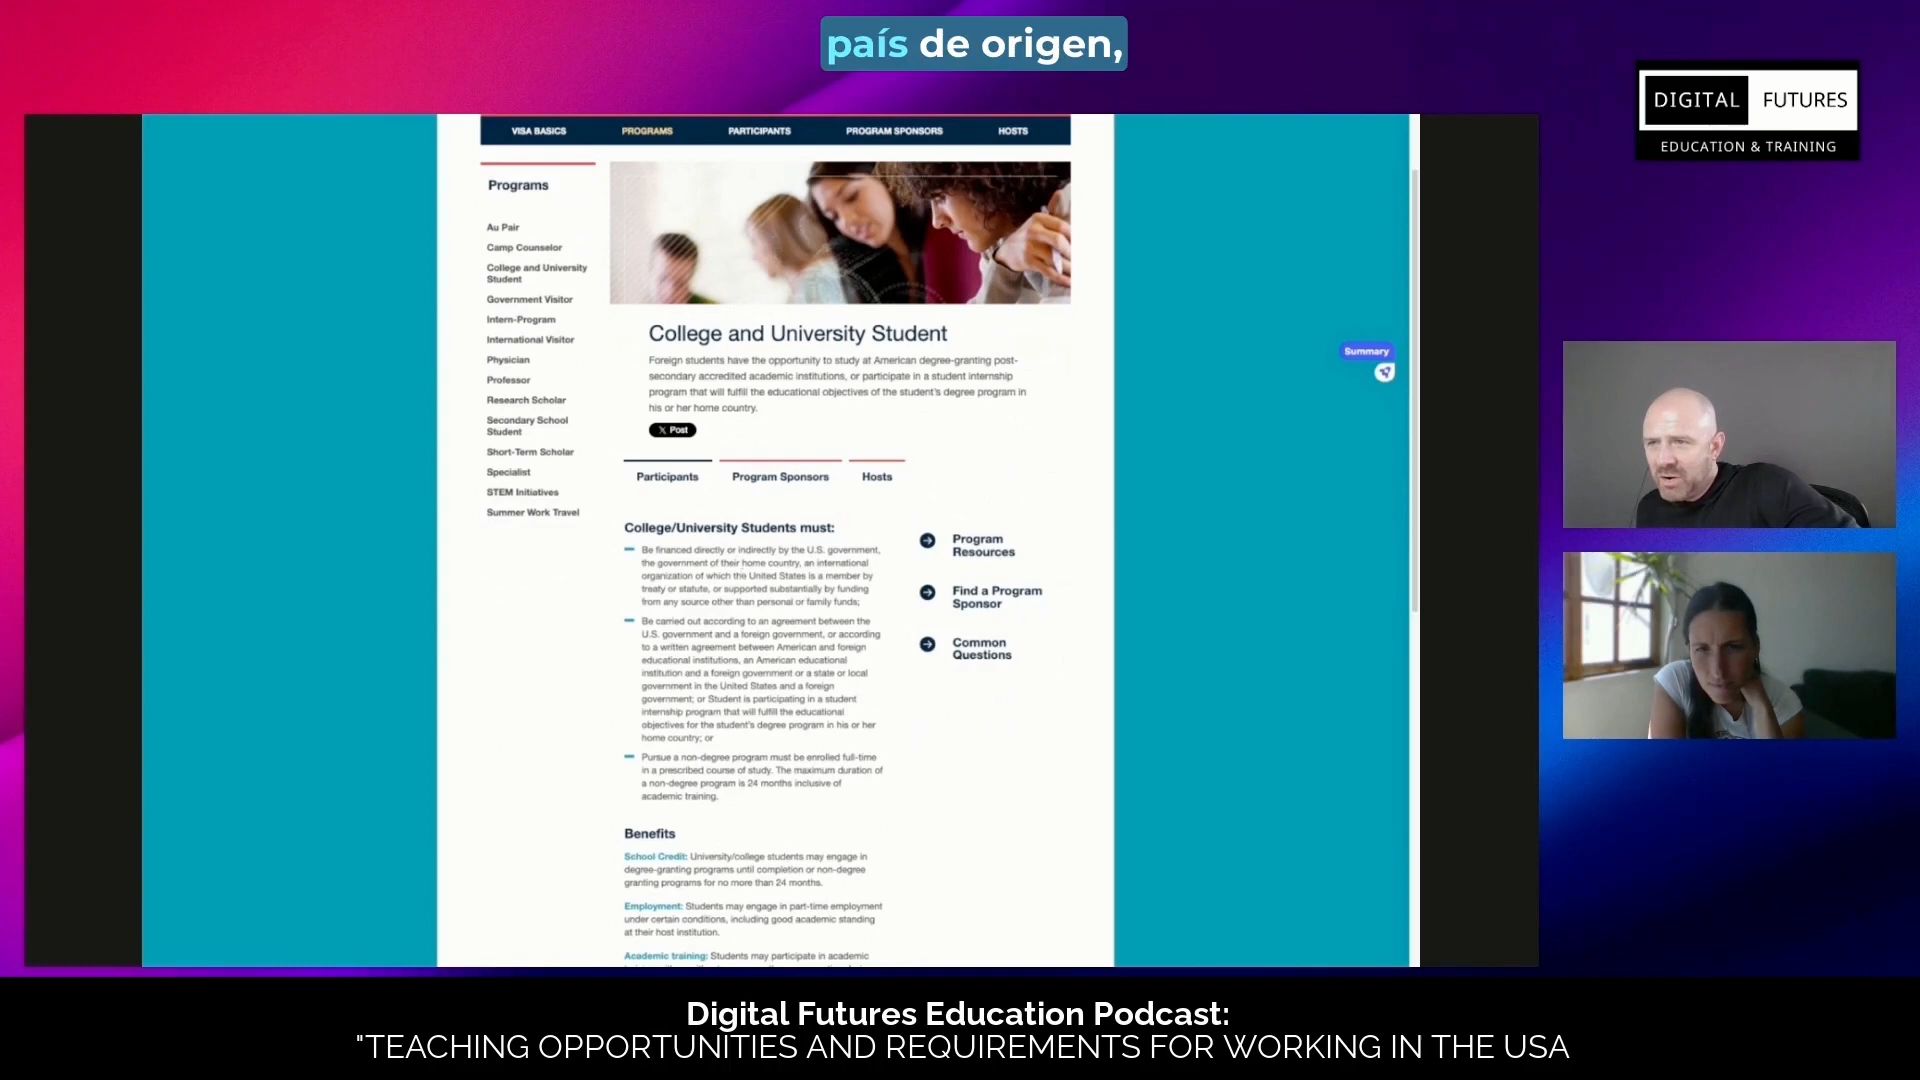 país de origen,
DIGITAL FUTURES
EDUCATION & TRAINING
VISA BASICS PROGRAMS PARTICIPANTS PROGRAM SPONSORS HOSTS
Programs
Au Pair
Camp Counselor
College and University
Student
Government Visitor
Intern-Program
International Visitor
Physician
Professor
Research Scholar
Secondary School
Student
Short-Term Scholar
Specialist
STEM Initiatives
Summer Work Travel
College and University Student
Foreign students have the opportunity to study at American degree-granting post-
secondary accredited academic institutions, or participate in a student internship
program that will fulfill the educational objectives of the student's degree program in
his or her home country.
X Post
Summary
Participants Program Sponsors Hosts
College/University Students must:
Be financed directly or indirectly by the U.S. government,
the government of their home country, an international
organization of which the United States is a member by
treaty or statute, or supported substantially by funding
from any source other than personal or family funds;
Be carried out according to an agreement between the
U.S. government and a foreign government, or according
to a written agreement between American and foreign
educational institutions, an American educational
institution and a foreign government or a state or local
government in the United States and a foreign
government; or Student is participating in a student
internship program that will fulfill the educational
objectives for the student's degree program in his or her
home country; or
Pursue a non-degree program must be enrolled full-time
in a prescribed course of study. The maximum duration of
a non-degree program is 24 months inclusive of
academic training.
Program
Resources
Find a Program
Sponsor
Common
Questions
Benefits
School Credit: University/college students may engage in
degree-granting programs until completion or non-degree
granting programs for no more than 24 months.
Employment: Students may engage in part-time employment
under certain conditions, including good academic standing
at their host institution.
Academic training: Students may participate in academic
Digital Futures Education Podcast:
"TEACHING OPPORTUNITIES AND REQUIREMENTS FOR WORKING IN THE USA